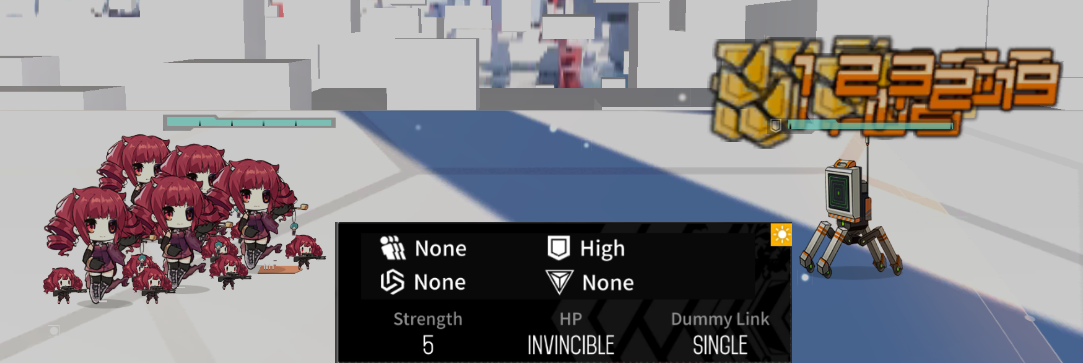 None High
None None
Strength HP Dummy Link
5 INVINCIBLE SINGLE